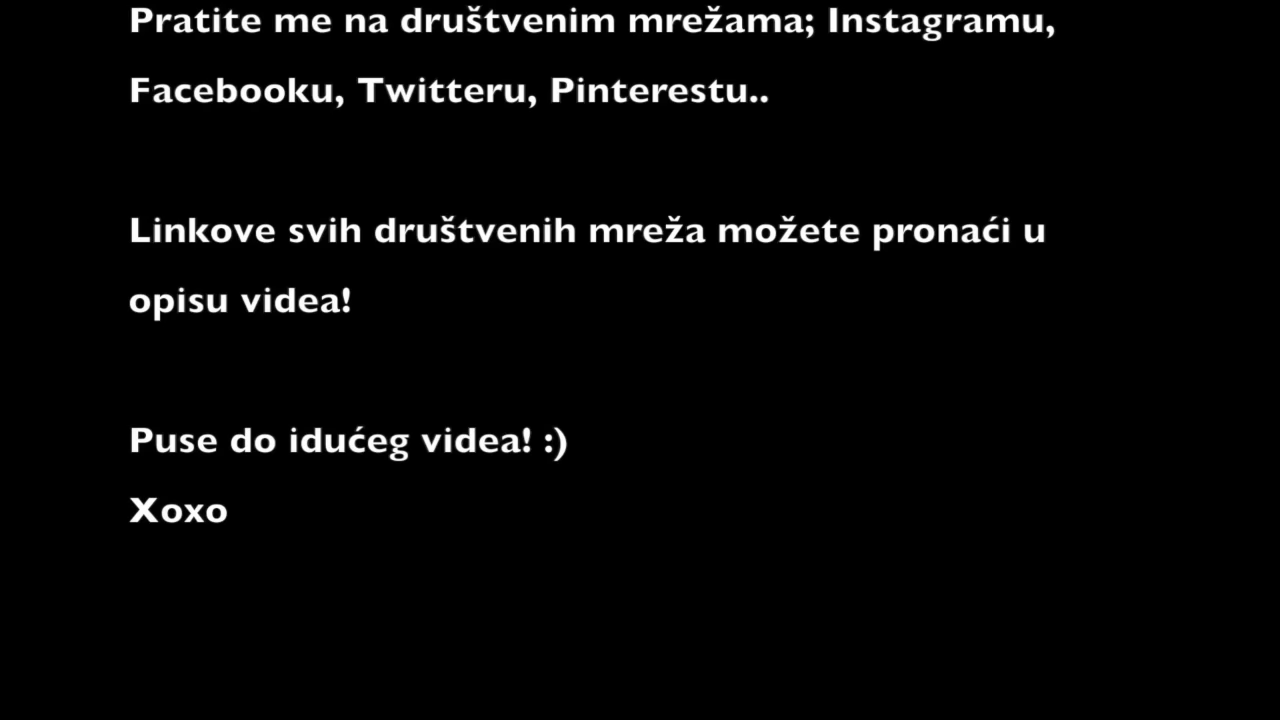 Pratite me na društvenim mrežama; Instagramu,
Facebooku, Twitteru, Pinterestu..
Linkove svih društvenih mreža možete pronaći u
opisu videa!
Puse do idućeg videa! :)
Xoxo